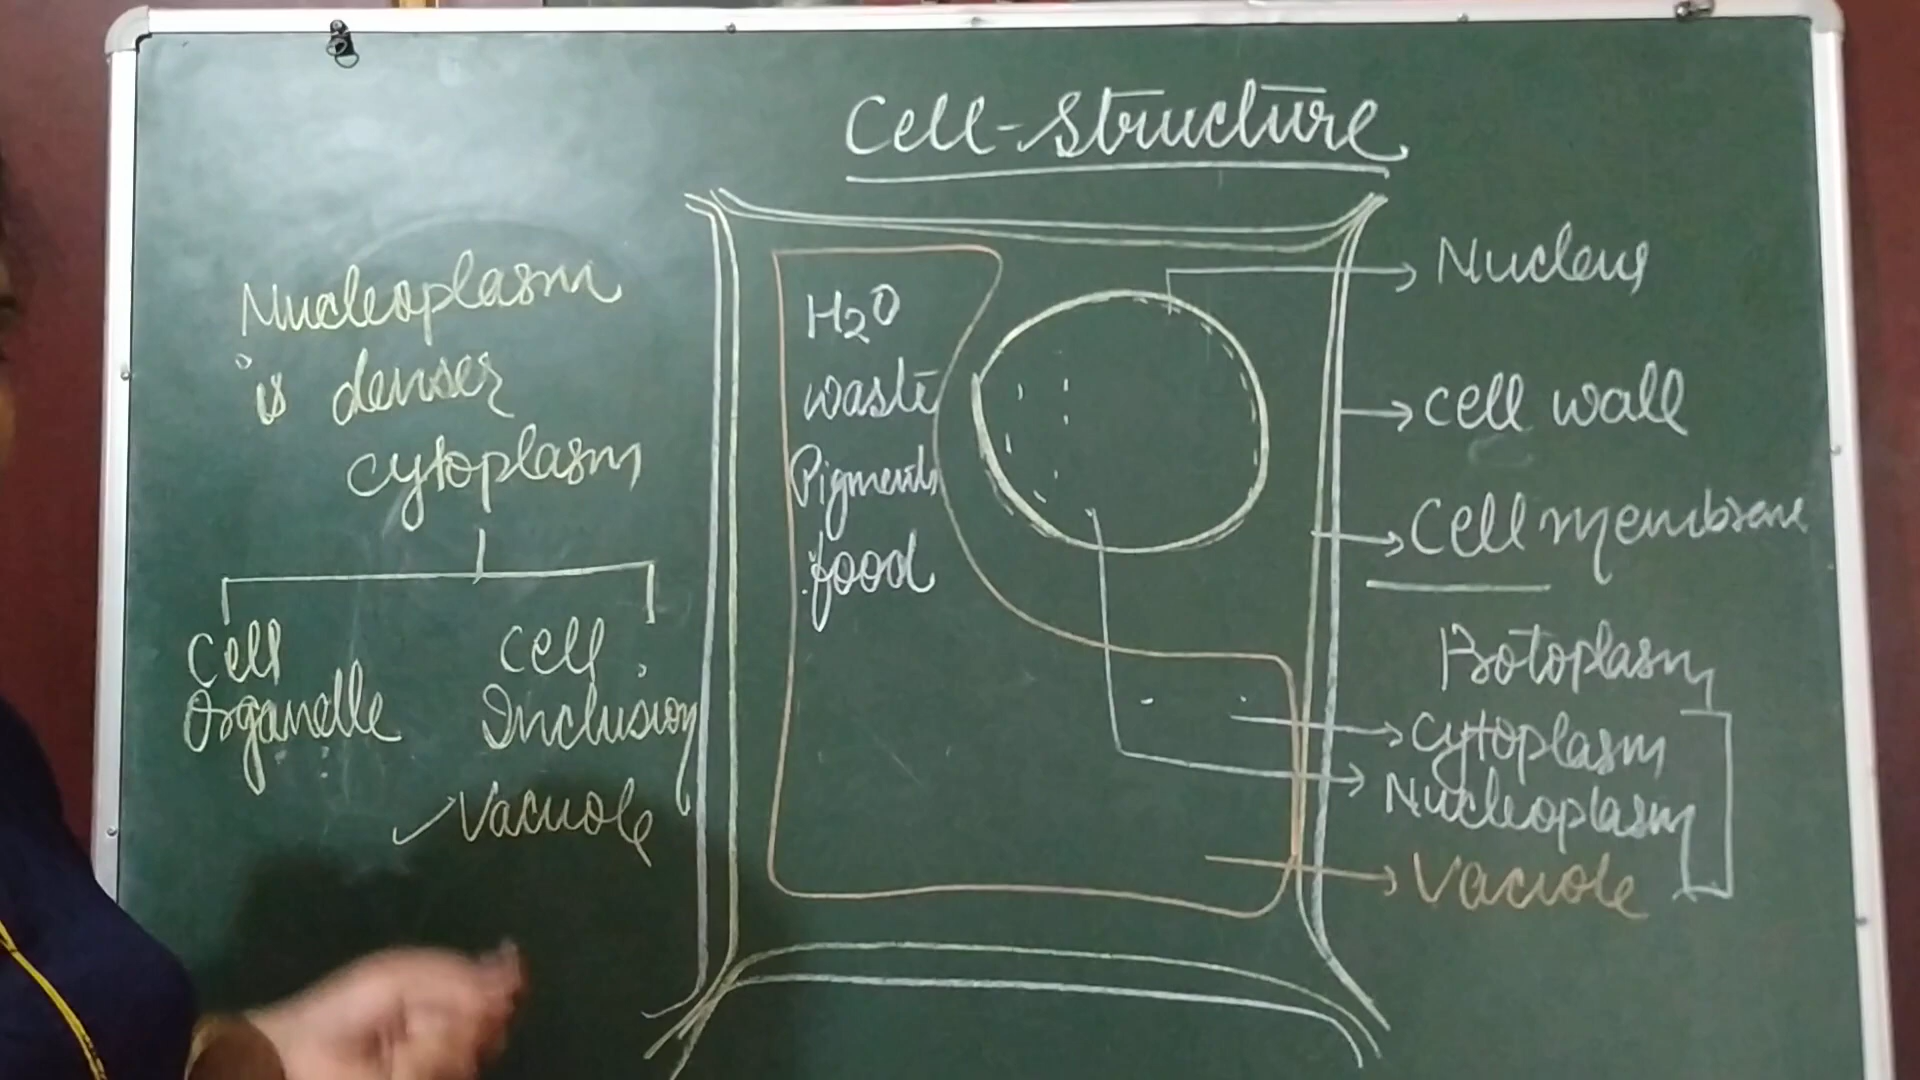 Cell-Structure
Nucleoplasm
is denser
cytoplasm
Cell
Organelle
Cell
Inclusion
✓Vacuole
H2O
waste
Pigments
food
Nucleus
Cell wall
Cell membrane
Protoplasm
Cytoplasm
Nucleoplasm
Vacuole